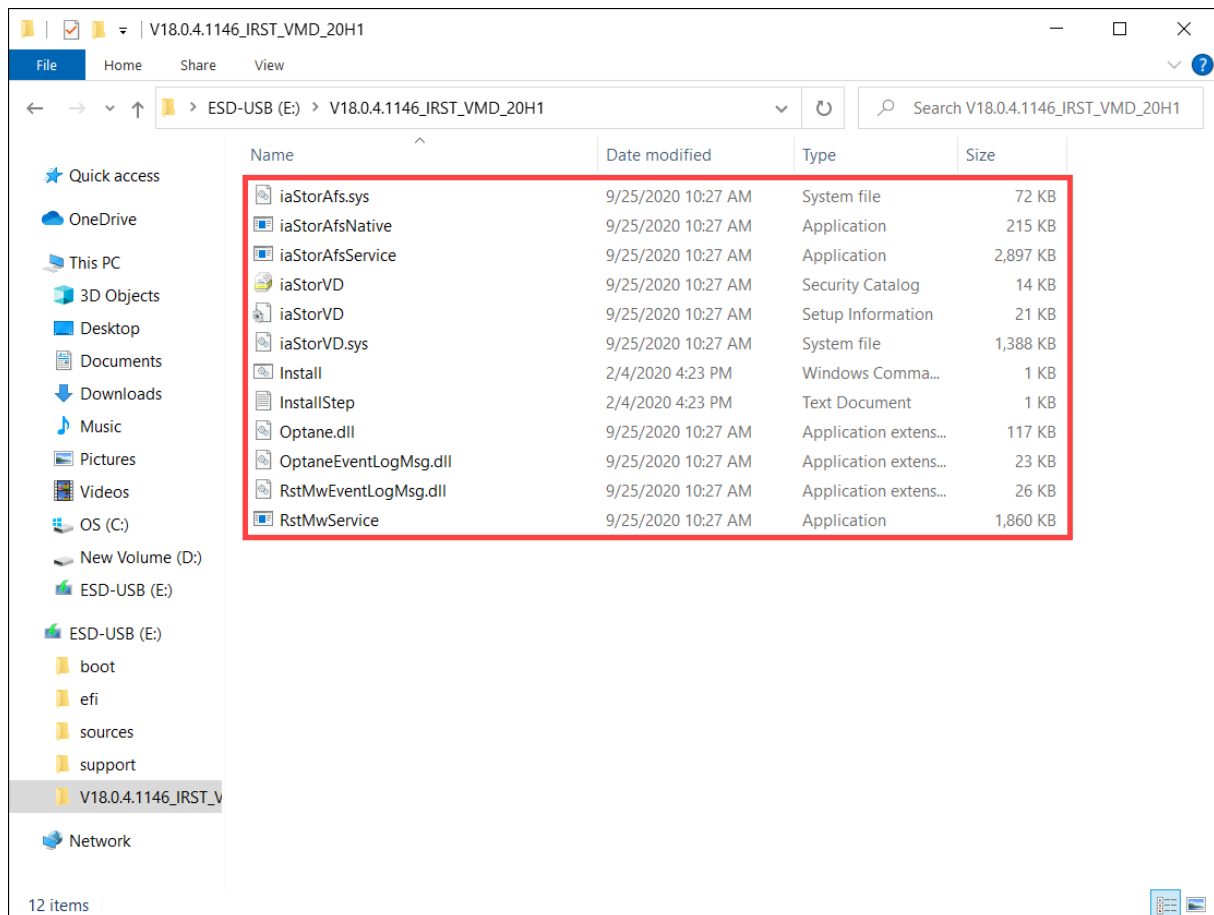 V18.0.4.1146_IRST_VMD_20H1
File Home Share View
ESD-USB (E:) > V18.0.4.1146_IRST_VMD_20H1 Search V18.0.4.1146_IRST_VMD_20H1
Name Date modified Type Size
Quick access
OneDrive
This PC
3D Objects
Desktop
Documents
Downloads
Music
Pictures
Videos
OS (C:)
New Volume (D:)
ESD-USB (E:)
ESD-USB (E:)
boot
efi
sources
support
V18.0.4.1146_IRST_V
Network
iaStorAfs.sys 9/25/2020 10:27 AM System file 72 KB
iaStorAfsNative 9/25/2020 10:27 AM Application 215 KB
iaStorAfsService 9/25/2020 10:27 AM Application 2,897 KB
iaStorVD 9/25/2020 10:27 AM Security Catalog 14 KB
iaStorVD 9/25/2020 10:27 AM Setup Information 21 KB
iaStorVD.sys 9/25/2020 10:27 AM System file 1,388 KB
Install 2/4/2020 4:23 PM Windows Comma... 1 KB
InstallStep 2/4/2020 4:23 PM Text Document 1 KB
Optane.dll 9/25/2020 10:27 AM Application extens... 117 KB
OptaneEventLogMsg.dll 9/25/2020 10:27 AM Application extens... 23 KB
RstMwEventLogMsg.dll 9/25/2020 10:27 AM Application extens... 26 KB
RstMwService 9/25/2020 10:27 AM Application 1,860 KB
12 items